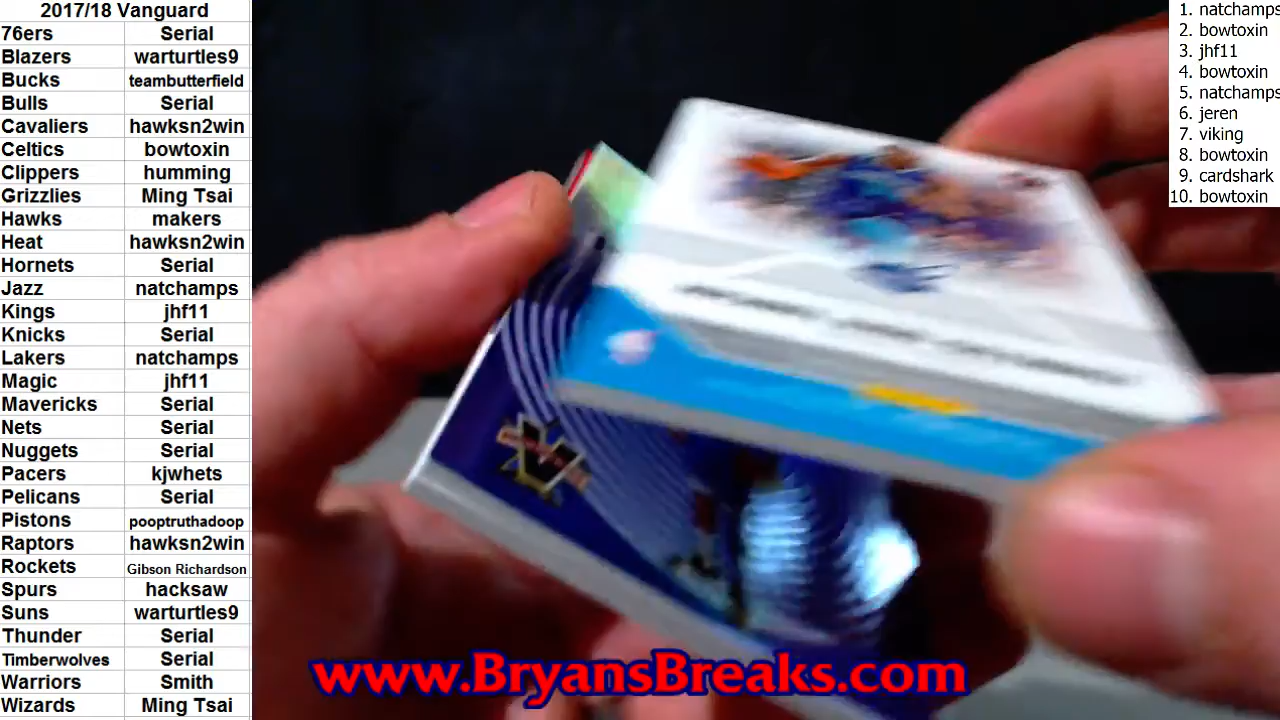 2017/18 Vanguard
76ers Serial
Blazers warturtles9
Bucks teambutterfield
Bulls Serial
Cavaliers hawksn2win
Celtics bowtoxin
Clippers humming
Grizzlies Ming Tsai
Hawks makers
Heat hawksn2win
Hornets Serial
Jazz natchamps
Kings jhf11
Knicks Serial
Lakers natchamps
Magic jhf11
Mavericks Serial
Nets Serial
Nuggets Serial
Pacers kjwhets
Pelicans Serial
Pistons pooptruthadoop
Raptors hawksn2win
Rockets Gibson Richardson
Spurs hacksaw
Suns warturtles9
Thunder Serial
Timberwolves Serial
Warriors Smith
Wizards Ming Tsai
1. natchamps
2. bowtoxin
3. jhf11
4. bowtoxin
5. natchamps
6. jeren
7. viking
8. bowtoxin
9. cardshark
10. bowtoxin
www.BryansBreaks.com